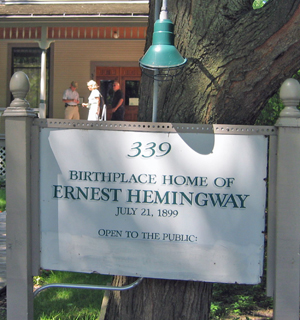 339
BIRTHPLACE HOME OF
ERNEST HEMINGWAY
JULY 21, 1899
OPEN TO THE PUBLIC: